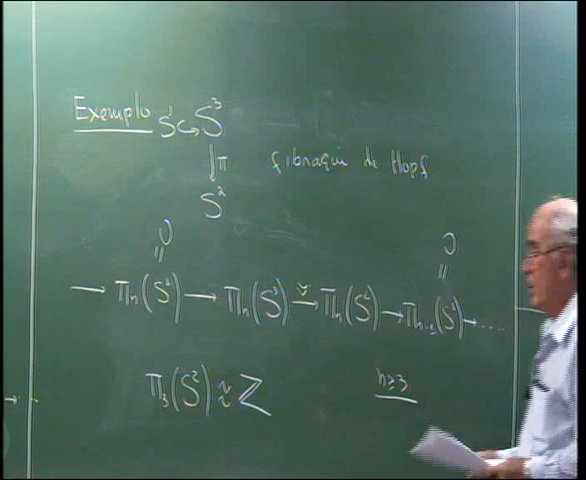 Exemplo S¹ ↪ S³
↓π fibração de Hopf
S²
0 0
|| ||
→ Πₙ(S¹) → Πₙ(S³) → Πₙ(S²) → Πₙ₋₁(S¹) → ....
Π₃(S²) ≈ ℤ n≥3